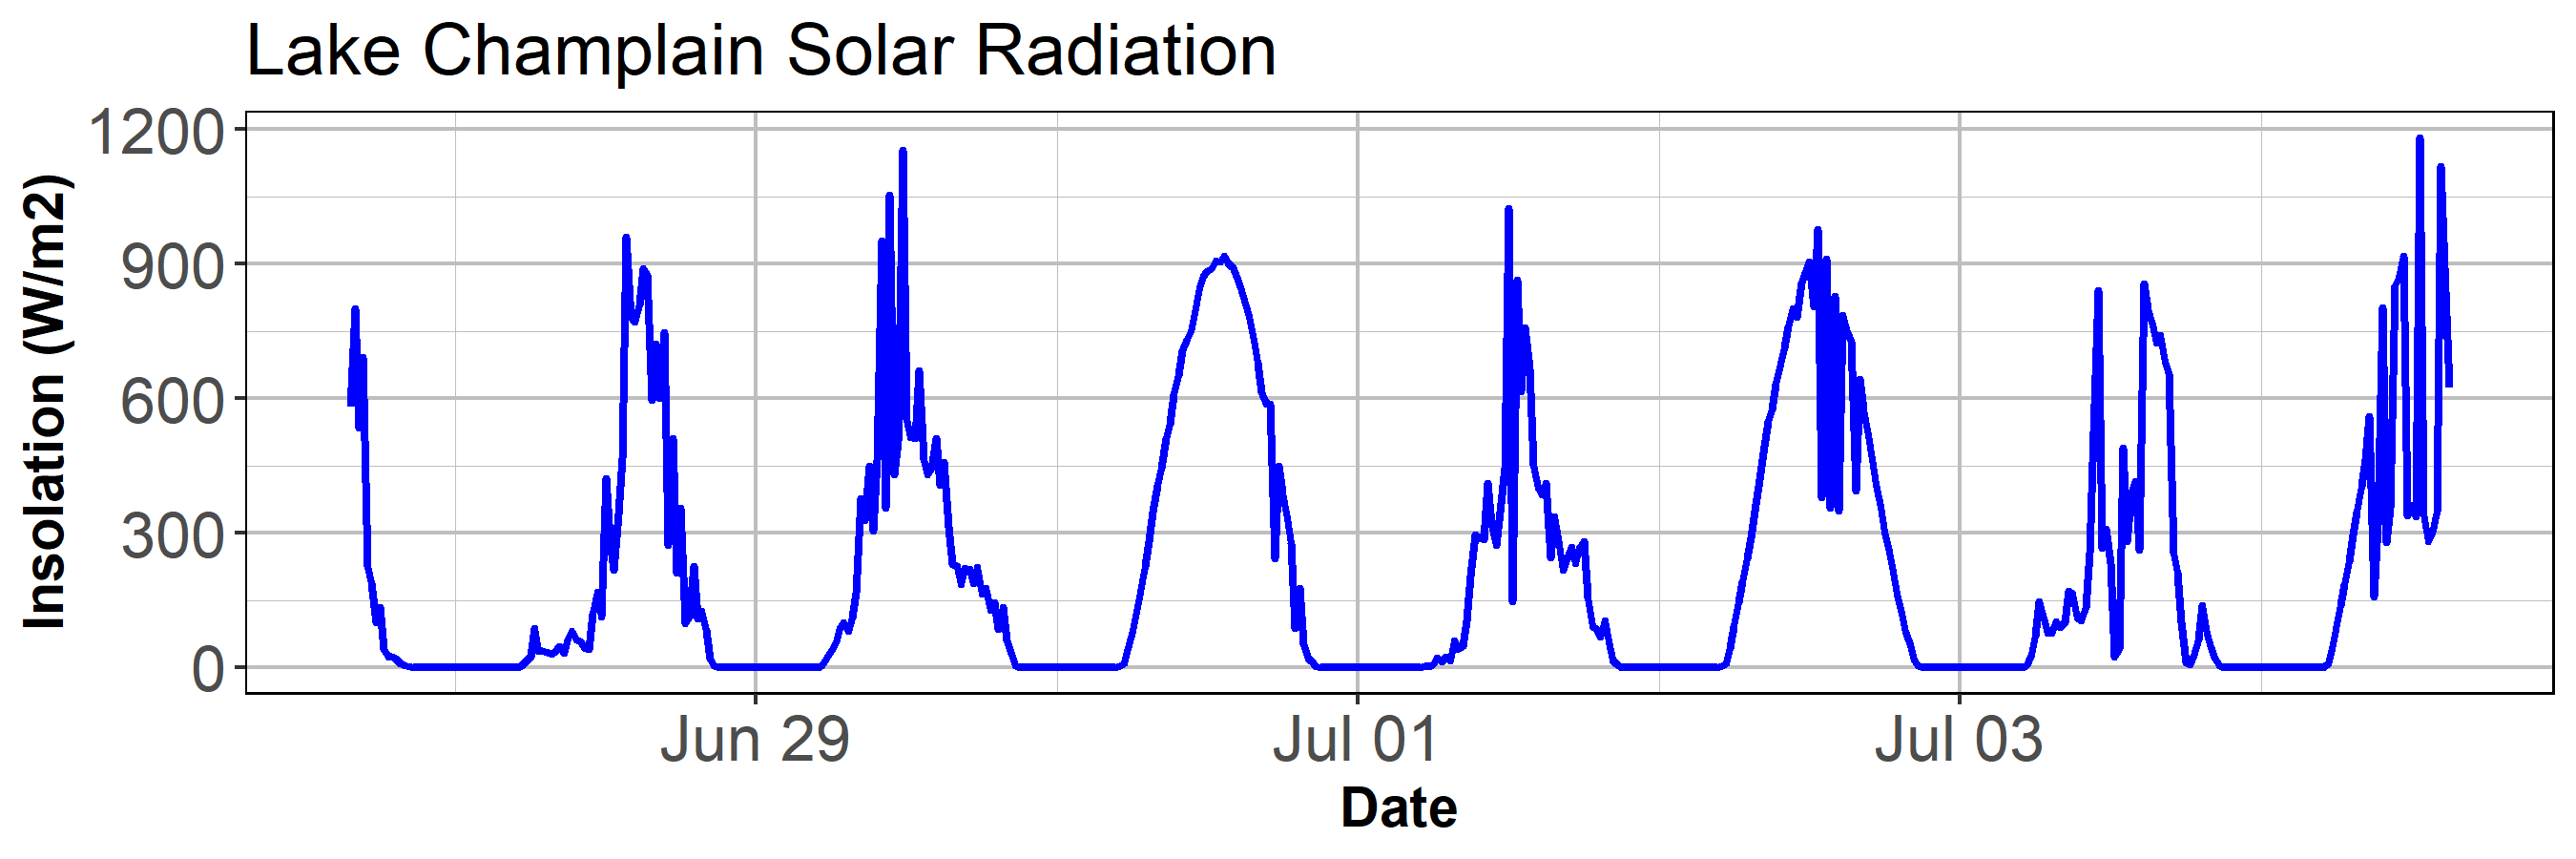 Lake Champlain Solar Radiation
1200
900
600
300
0
Insolation (W/m2)
Jun 29
Jul 01
Jul 03
Date